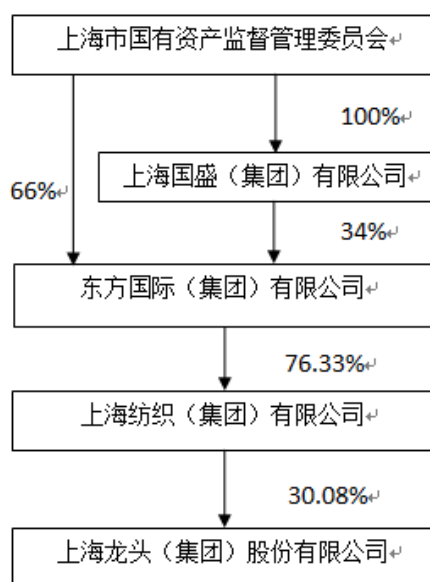 上海市国有资产监督管理委员会
100%
上海国盛（集团）有限公司
66%
34%
东方国际（集团）有限公司
76.33%
上海纺织（集团）有限公司
30.08%
上海龙头（集团）股份有限公司